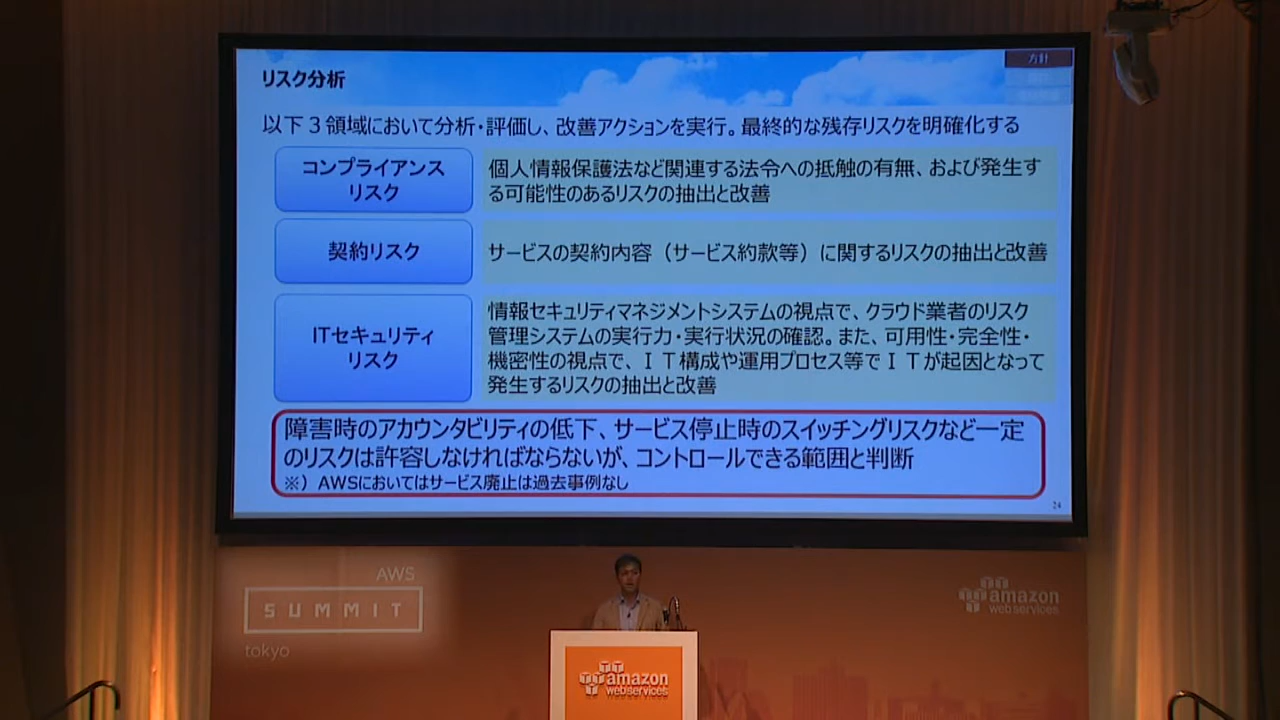 方針
リスク分析
以下３領域において分析・評価し、改善アクションを実行。最終的な残存リスクを明確化する
コンプライアンス
リスク
個人情報保護法など関連する法令への抵触の有無、および発生す
る可能性のあるリスクの抽出と改善
契約リスク
サービスの契約内容（サービス約款等）に関するリスクの抽出と改善
ITセキュリティ
リスク
情報セキュリティマネジメントシステムの視点で、クラウド業者のリスク
管理システムの実行力・実行状況の確認。また、可用性・完全性・
機密性の視点で、ＩＴ構成や運用プロセス等でＩＴが起因となって
発生するリスクの抽出と改善
障害時のアカウンタビリティの低下、サービス停止時のスイッチングリスクなど一定
のリスクは許容しなければならないが、コントロールできる範囲と判断
※）AWSにおいてはサービス廃止は過去事例なし
24
AWS
SUMMIT
tokyo
amazon
webservices
amazon
webservices